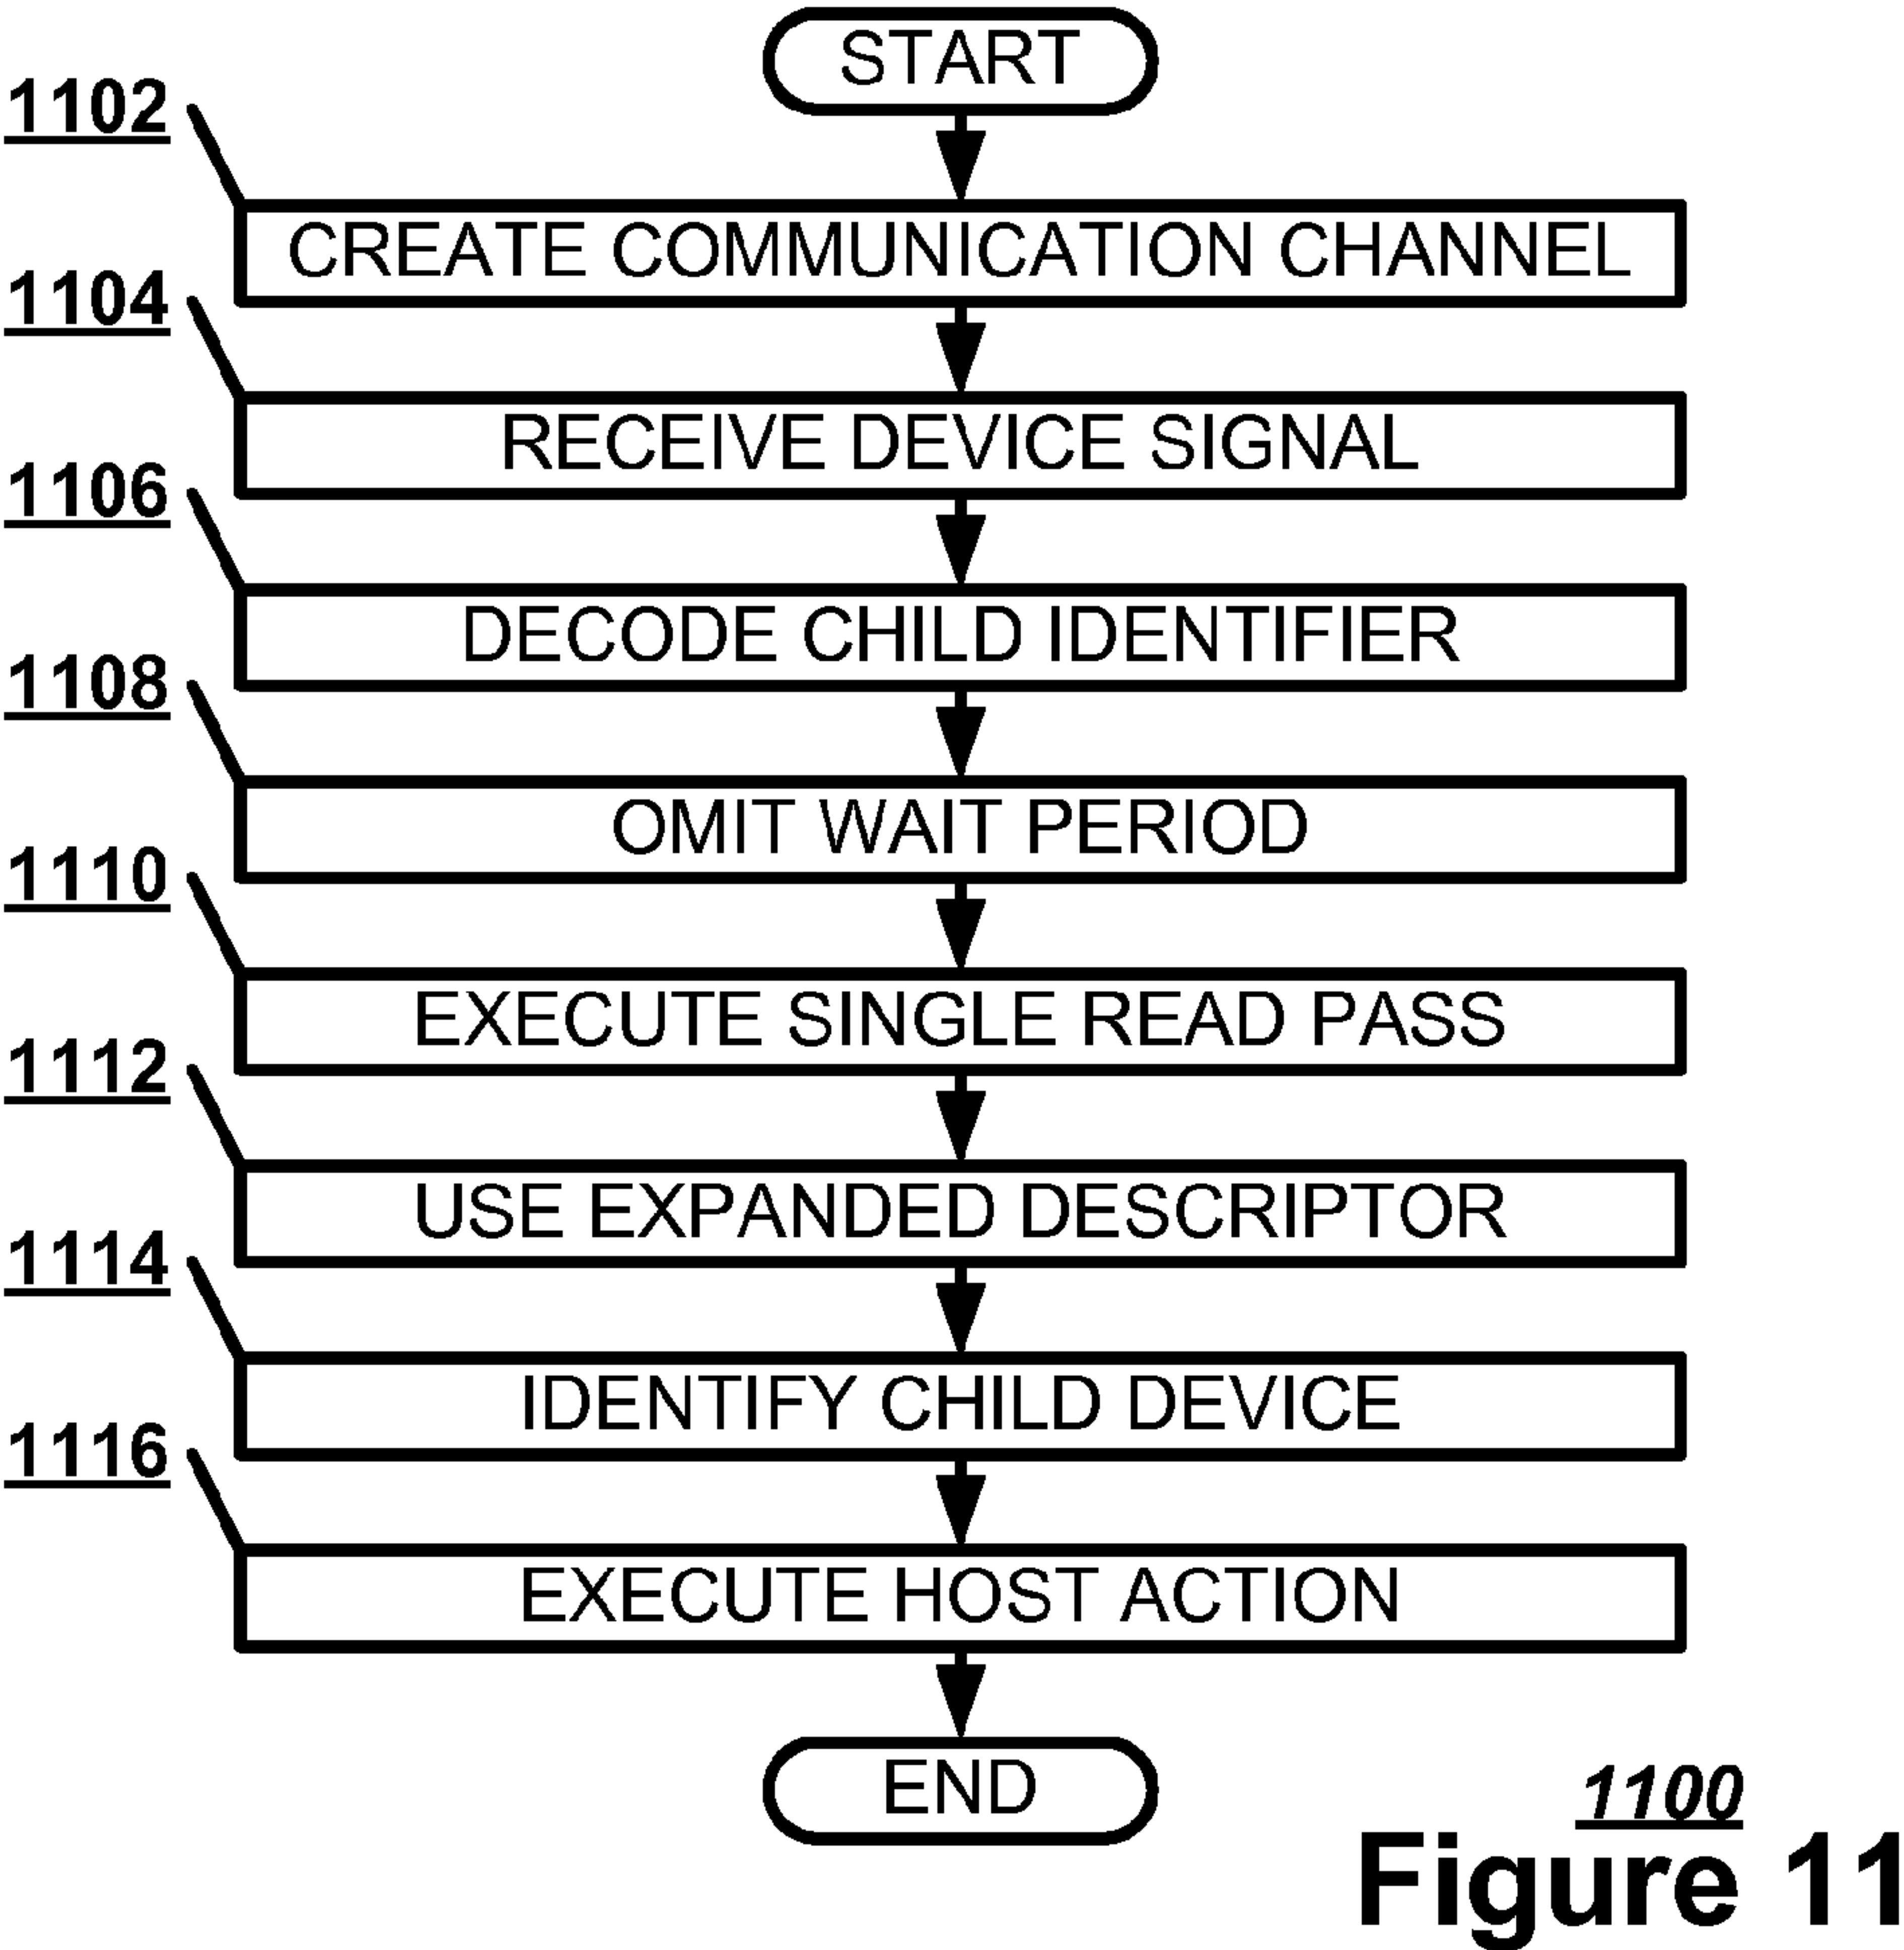 START
1102
CREATE COMMUNICATION CHANNEL
1104
RECEIVE DEVICE SIGNAL
1106
DECODE CHILD IDENTIFIER
1108
OMIT WAIT PERIOD
1110
EXECUTE SINGLE READ PASS
1112
USE EXPANDED DESCRIPTOR
1114
IDENTIFY CHILD DEVICE
1116
EXECUTE HOST ACTION
END
1100
Figure 11